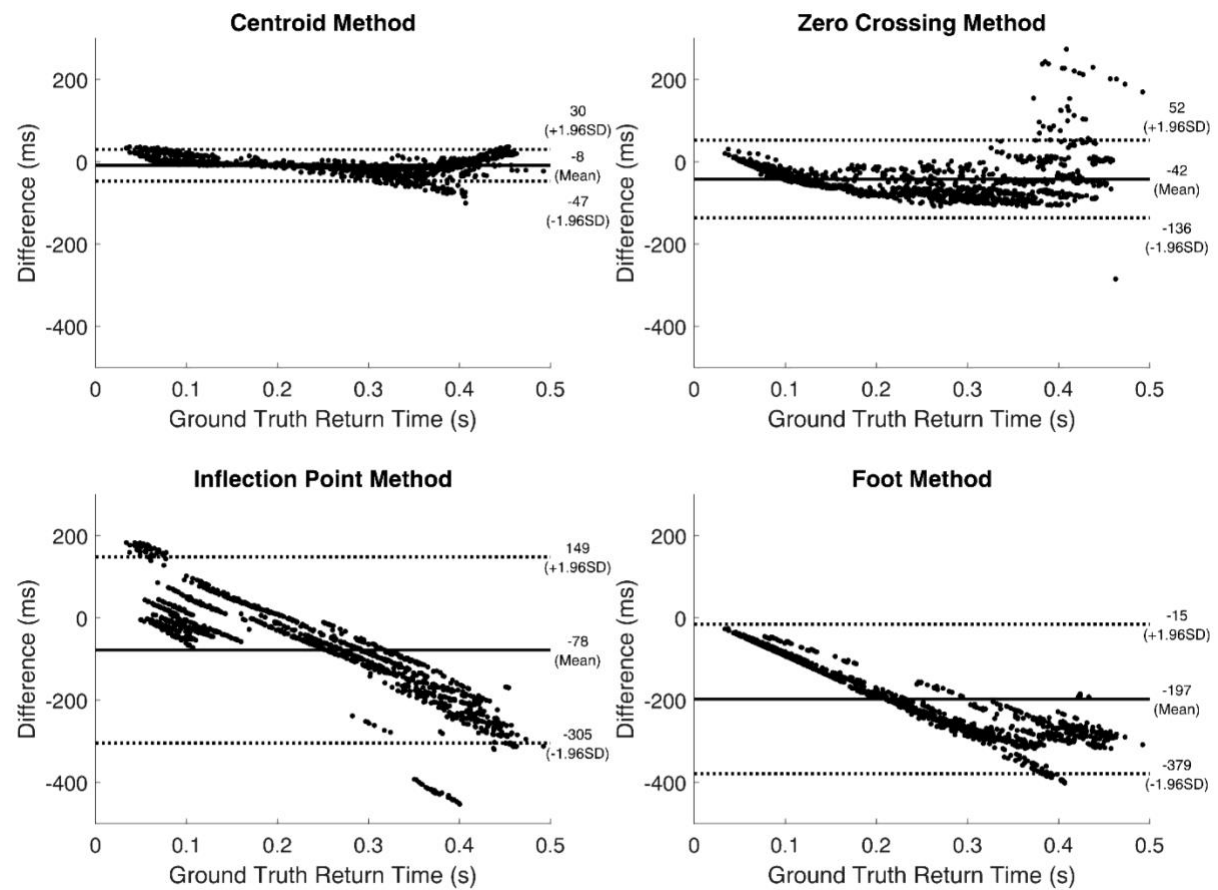 Centroid Method
Difference (ms)
200
0
-200
-400
30
(+1.96SD)
-8
(Mean)
-47
(-1.96SD)
0 0.1 0.2 0.3 0.4 0.5
Ground Truth Return Time (s)
Zero Crossing Method
Difference (ms)
200
0
-200
-400
52
(+1.96SD)
-42
(Mean)
-136
(-1.96SD)
0 0.1 0.2 0.3 0.4 0.5
Ground Truth Return Time (s)
Inflection Point Method
Difference (ms)
200
0
-200
-400
149
(+1.96SD)
-78
(Mean)
-305
(-1.96SD)
0 0.1 0.2 0.3 0.4 0.5
Ground Truth Return Time (s)
Foot Method
Difference (ms)
200
0
-200
-400
-15
(+1.96SD)
-197
(Mean)
-379
(-1.96SD)
0 0.1 0.2 0.3 0.4 0.5
Ground Truth Return Time (s)